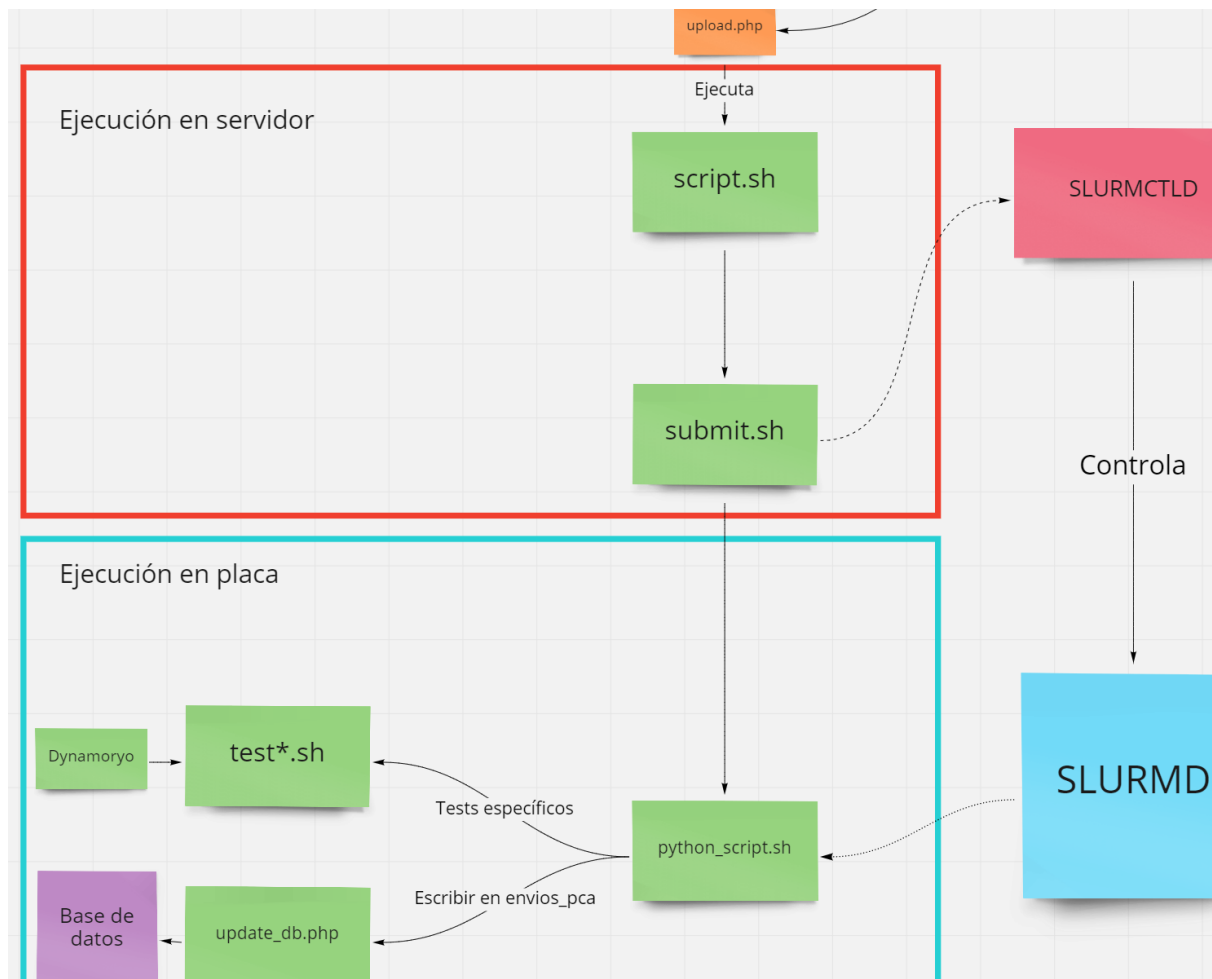 upload.php
Ejecuta
Ejecución en servidor
script.sh
SLURMCTLD
submit.sh
Controla
Ejecución en placa
Dynamoryo
test*.sh
Tests específicos
SLURMD
python_script.sh
Escribir en envios_pca
Base de
datos
update_db.php